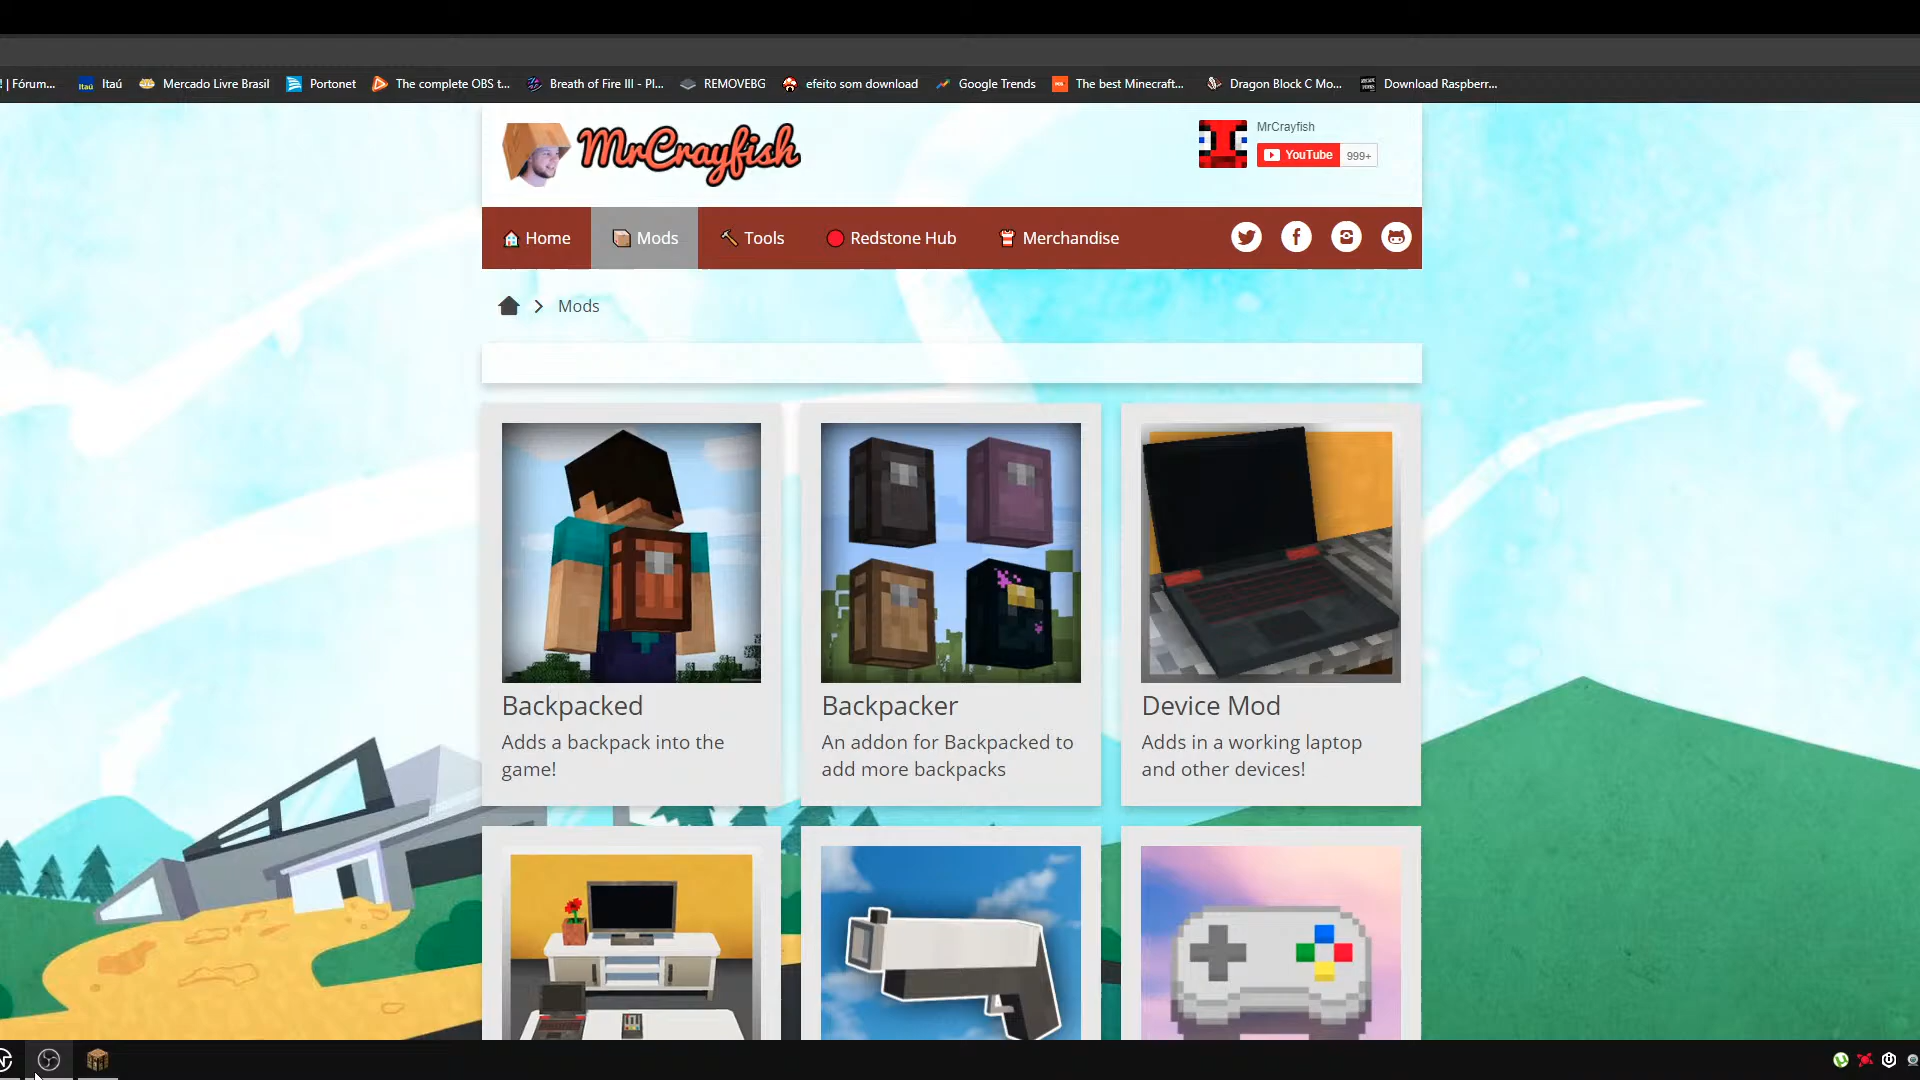 ! | Fórum... Itaú Mercado Livre Brasil Portonet The complete OBS t... Breath of Fire III - Pl... REMOVEBG efeito som download Google Trends The best Minecraft... Dragon Block C Mo... Download Raspberr...
MrCrayfish
MrCrayfish
YouTube 999+
Home Mods Tools Redstone Hub Merchandise
Mods
Backpacked
Adds a backpack into the
game!
Backpacker
An addon for Backpacked to
add more backpacks
Device Mod
Adds in a working laptop
and other devices!